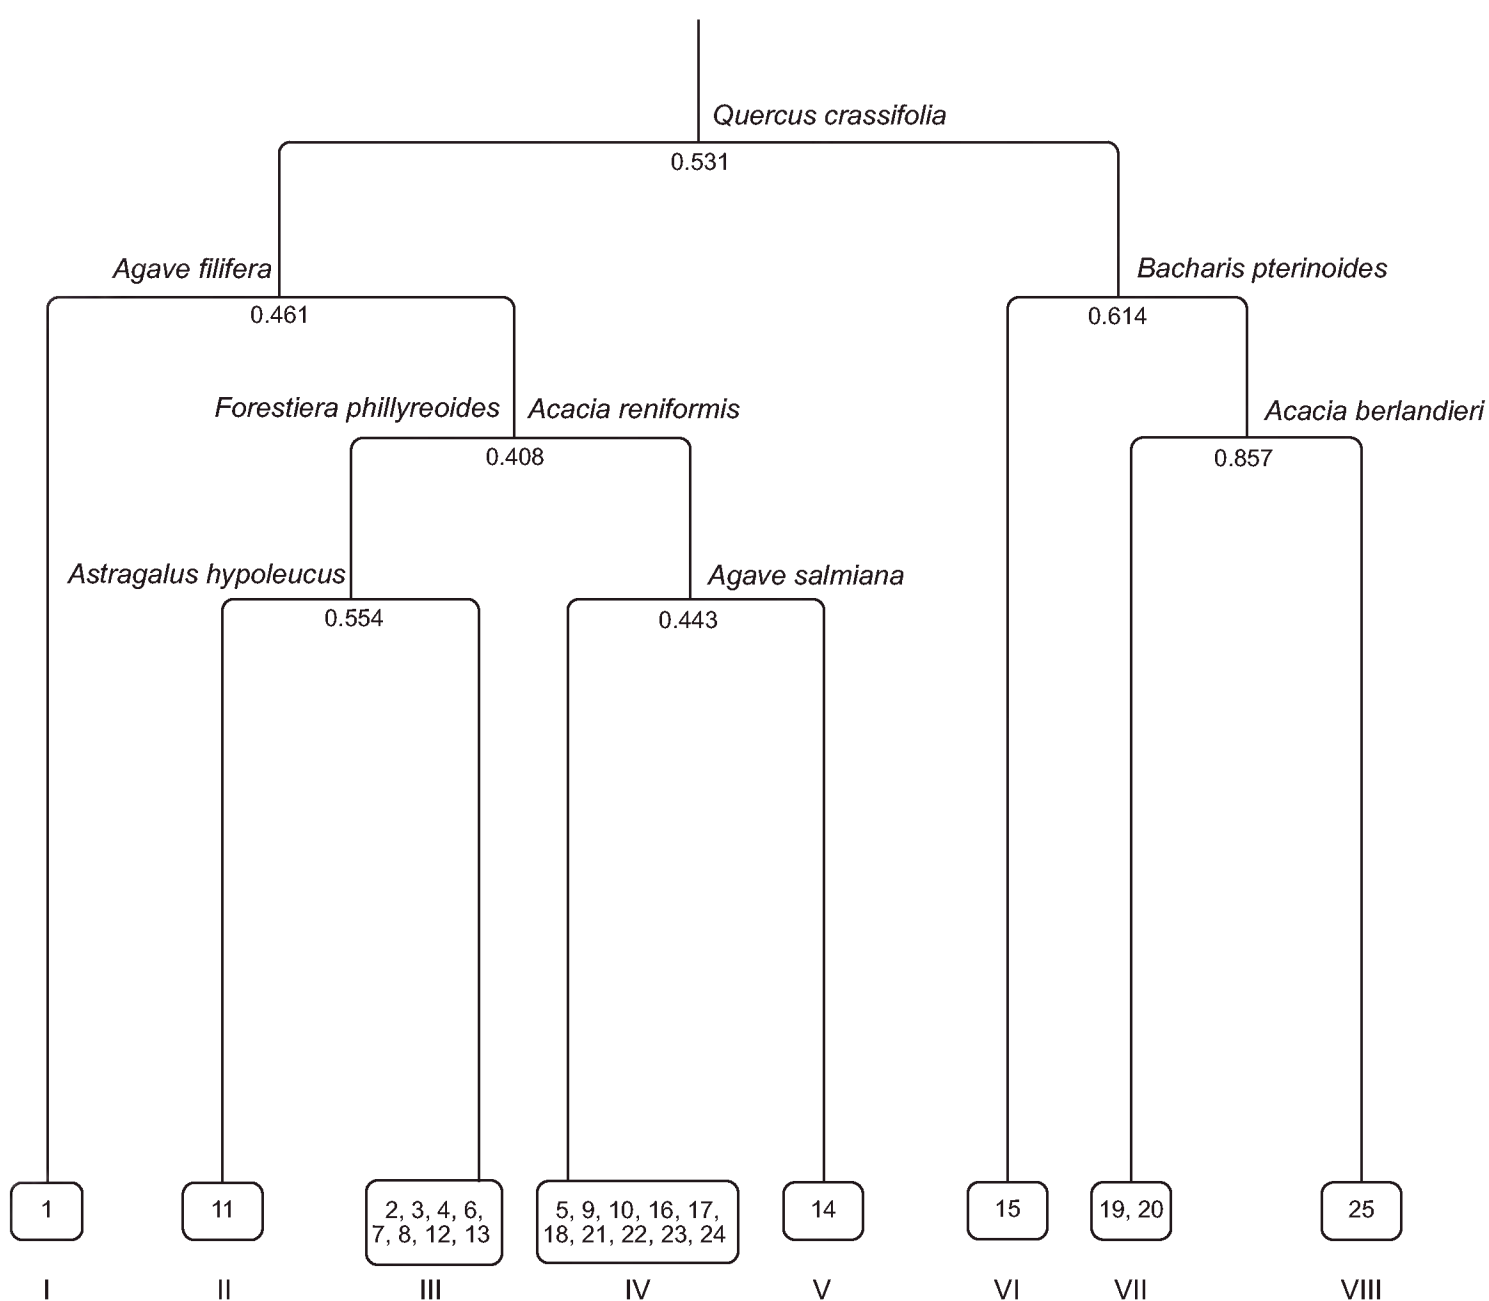 Quercus crassifolia
0.531
Agave filifera
Bacharis pterinoides
0.461
0.614
Forestiera phillyreoides
Acacia reniformis
Acacia berlandieri
0.408
0.857
Astragalus hypoleucus
Agave salmiana
0.554
0.443
1
11
2, 3, 4, 6,
7, 8, 12, 13
5, 9, 10, 16, 17,
18, 21, 22, 23, 24
14
15
19, 20
25
I
II
III
IV
V
VI
VII
VIII